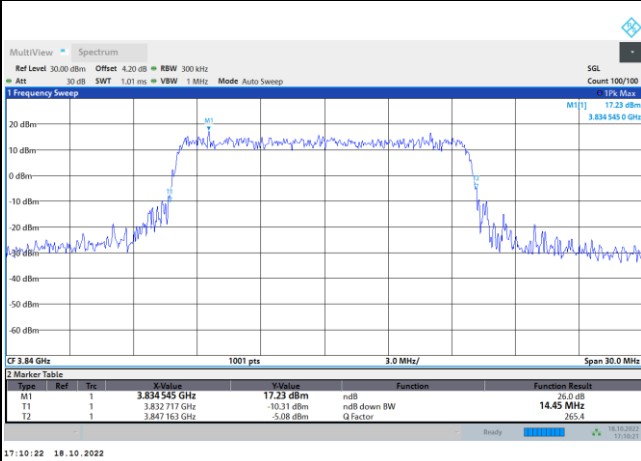 MultiView Spectrum
Ref Level 30.00 dBm Offset 4.20 dB RBW 300 kHz SGL
Att 30 dB SWT 1.01 ms VBW 1 MHz Mode Auto Sweep Count 100/100
1 Frequency Sweep 1Pk Max
M1[1] 17.23 dBm
3.834 545 0 GHz
M1
20 dBm
10 dBm
0 dBm
-10 dBm
-20 dBm
-30 dBm
-40 dBm
-50 dBm
-60 dBm
CF 3.84 GHz 1001 pts 3.0 MHz/ Span 30.0 MHz
2 Marker Table
Type Ref Trc X-Value Y-Value Function Function Result
M1 1 3.834 545 GHz 17.23 dBm ndB 26.0 dB
T1 1 3.832 717 GHz -10.31 dBm ndB down BW 14.45 MHz
T2 1 3.847 163 GHz -5.08 dBm Q Factor 265.4
Ready 18.10.2022
17:10:21
17:10:22 18.10.2022